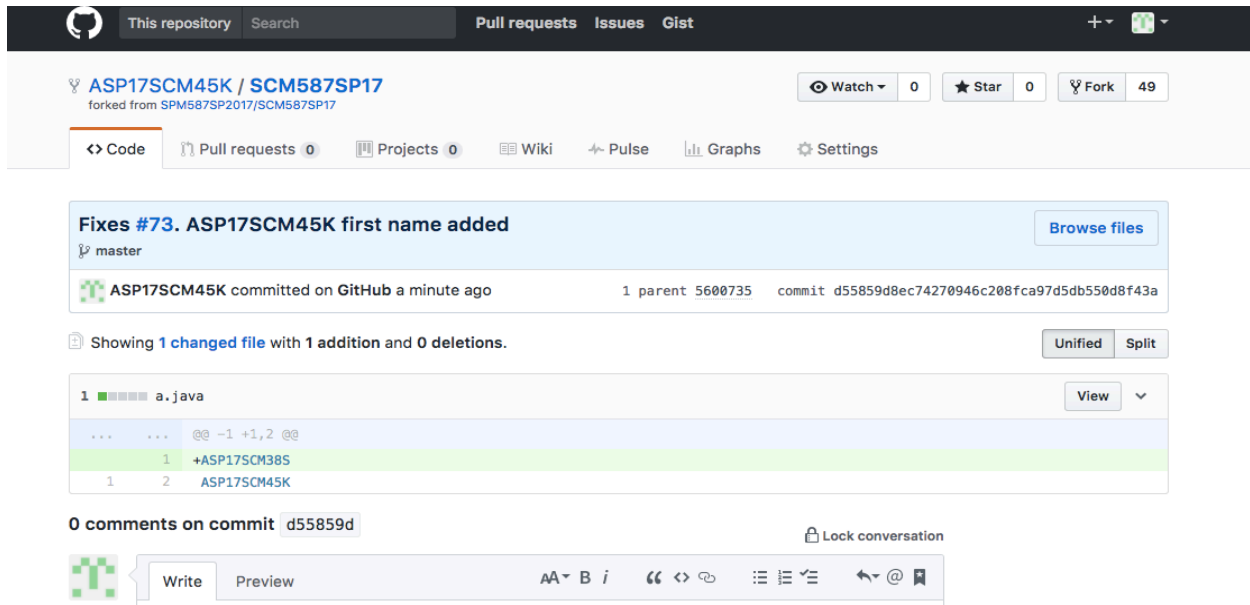 This repository Search Pull requests Issues Gist
ASP17SCM45K / SCM587SP17 Watch 0 Star 0 Fork 49
forked from SPM587SP2017/SCM587SP17
Code Pull requests 0 Projects 0 Wiki Pulse Graphs Settings
Fixes #73. ASP17SCM45K first name added Browse files
master
ASP17SCM45K committed on GitHub a minute ago 1 parent 5600735 commit d55859d8ec74270946c208fca97d5db550d8f43a
Showing 1 changed file with 1 addition and 0 deletions. Unified Split
1 a.java View
... ... @@ -1 +1,2 @@
1 +ASP17SCM38S
1 2 ASP17SCM45K
0 comments on commit d55859d
Lock conversation
Write Preview AA B i “ <> @